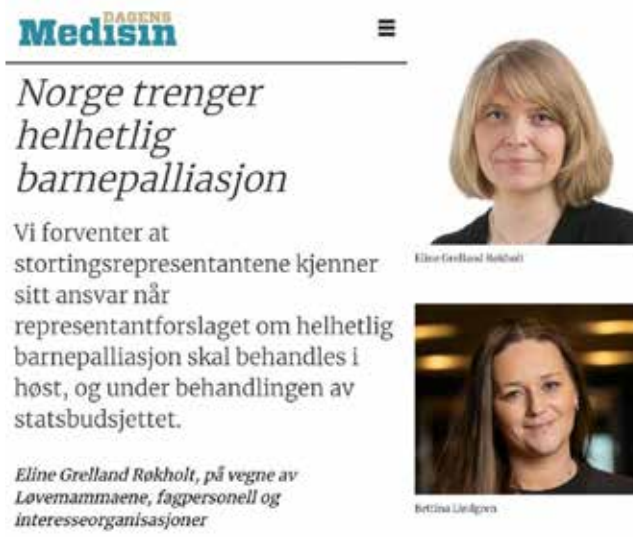 DAGENS
Medisin
Norge trenger
helhetlig
barnepalliasjon
Vi forventer at
stortingsrepresentantene kjenner
sitt ansvar når
representantforslaget om helhetlig
barnepalliasjon skal behandles i
høst, og under behandlingen av
statsbudsjettet.
Eline Grelland Røkholt, på vegne av
Løvemammaene, fagpersonell og
interesseorganisasjoner
Eline Grelland Røkholt
Bettina Lindgren